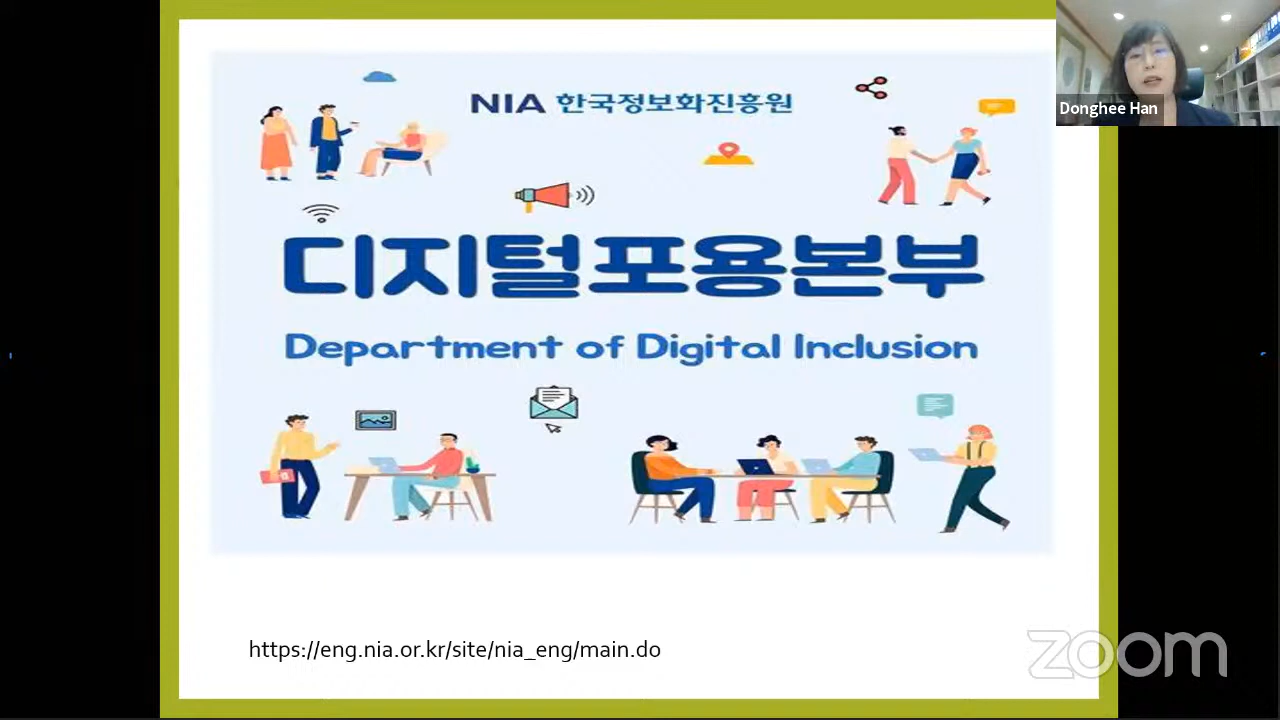 NIA 한국정보화진흥원
Donghee Han
디지털포용본부
Department of Digital Inclusion
https://eng.nia.or.kr/site/nia_eng/main.do
zoom